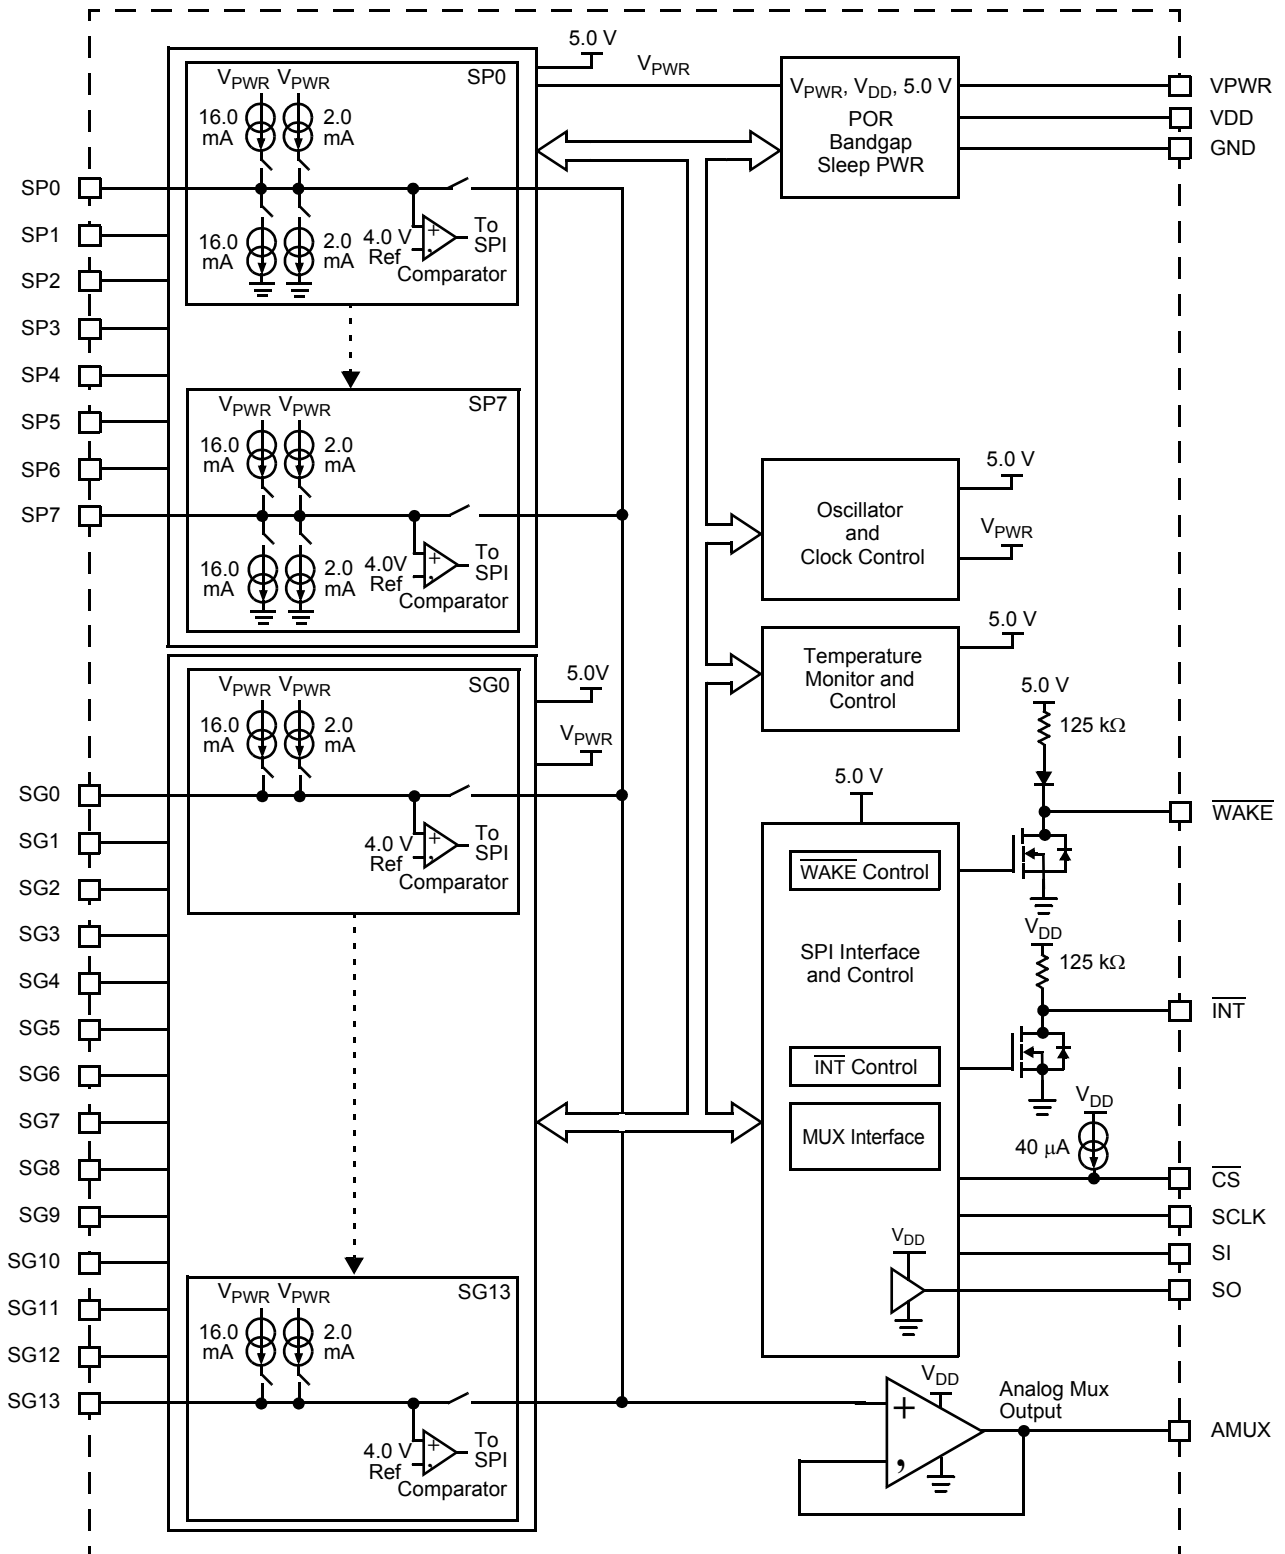 5.0 V
VPWR
VPWR VPWR
SP0
16.0
mA
2.0
mA
16.0
mA
2.0
mA
4.0 V
Ref
+
To
SPI
Comparator
VPWR, VDD, 5.0 V
POR
Bandgap
Sleep PWR
VPWR
VDD
GND
SP0
SP1
SP2
SP3
SP4
SP5
SP6
SP7
VPWR VPWR
SP7
16.0
mA
2.0
mA
16.0
mA
2.0
mA
4.0V
Ref
+
To
SPI
Comparator
Oscillator
and
Clock Control
5.0 V
VPWR
Temperature
Monitor and
Control
5.0 V
VPWR VPWR
SG0
16.0
mA
2.0
mA
4.0 V
Ref
+
To
SPI
Comparator
5.0V
VPWR
SG0
SG1
SG2
SG3
SG4
SG5
SG6
SG7
SG8
SG9
SG10
SG11
SG12
SG13
5.0 V
WAKE Control
SPI Interface
and Control
INT Control
MUX Interface
VDD
5.0 V
125 kΩ
WAKE
VDD
125 kΩ
INT
VDD
40 μA
CS
SCLK
SI
SO
VPWR VPWR
SG13
16.0
mA
2.0
mA
4.0 V
Ref
+
To
SPI
Comparator
VDD
+
,
Analog Mux
Output
AMUX